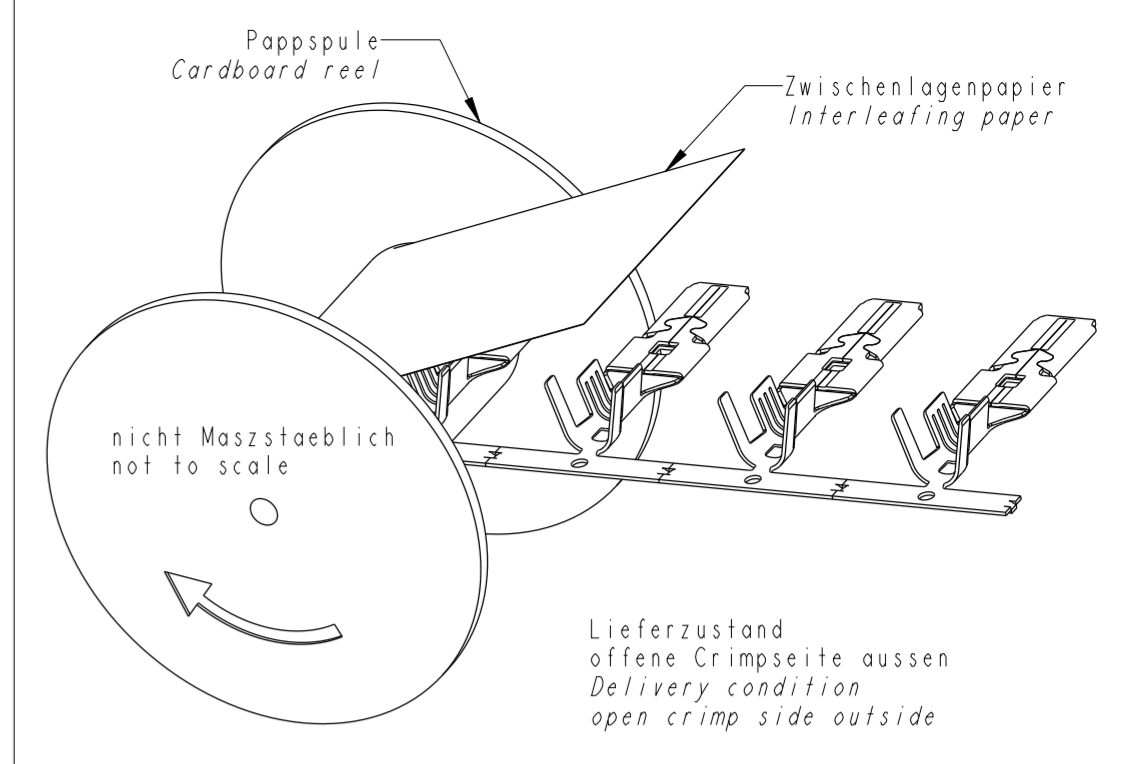 Pappspule
Cardboard reel
Zwischenlagenpapier
Interleafing paper
nicht Maszstaeblich
not to scale
Lieferzustand
offene Crimpseite aussen
Delivery condition
open crimp side outside